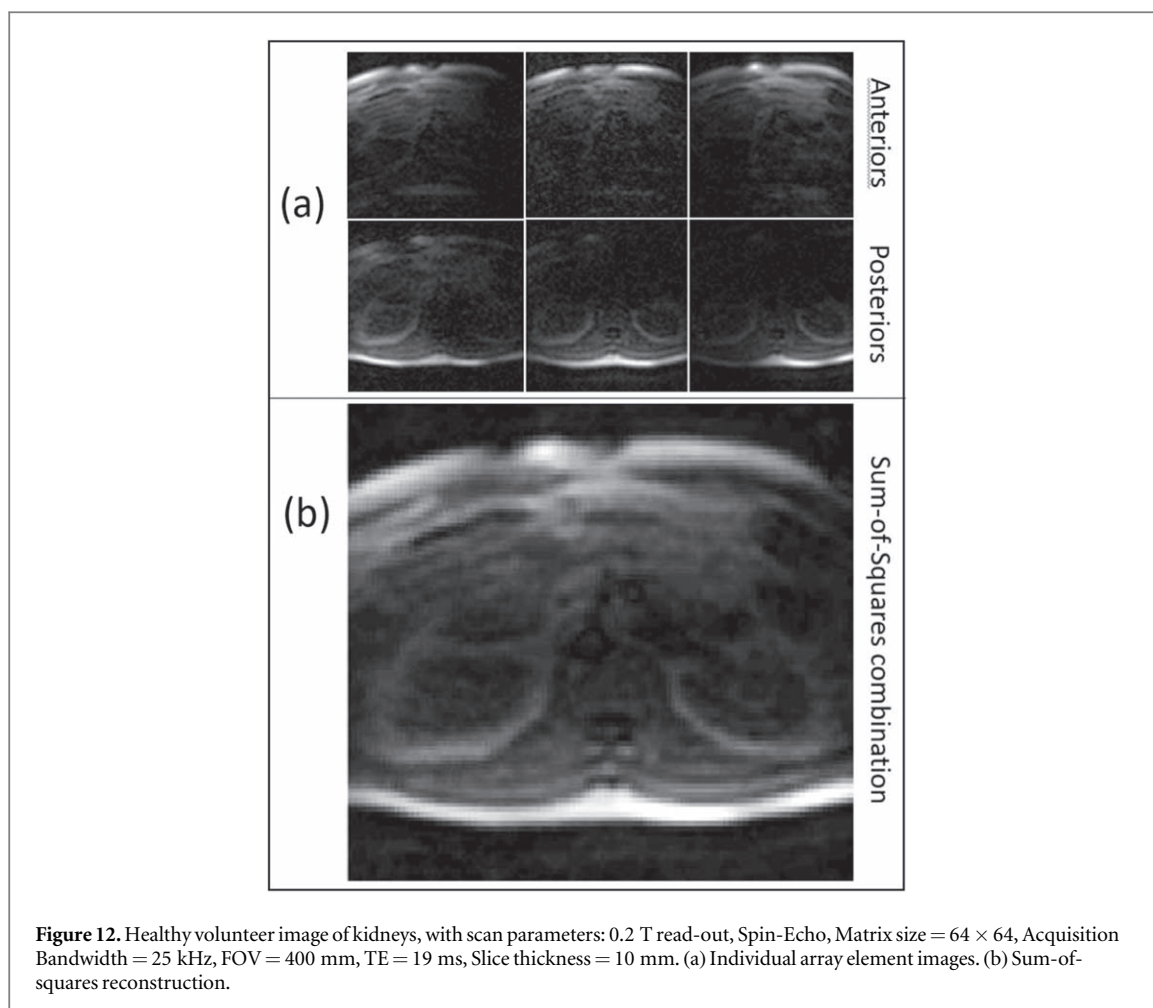 (a)
Anteriors
Posteriors
(b)
Sum-of-Squares combination
Figure 12. Healthy volunteer image of kidneys, with scan parameters: 0.2 T read-out, Spin-Echo, Matrix size = 64 × 64, Acquisition
Bandwidth = 25 kHz, FOV = 400 mm, TE = 19 ms, Slice thickness = 10 mm. (a) Individual array element images. (b) Sum-of-
squares reconstruction.